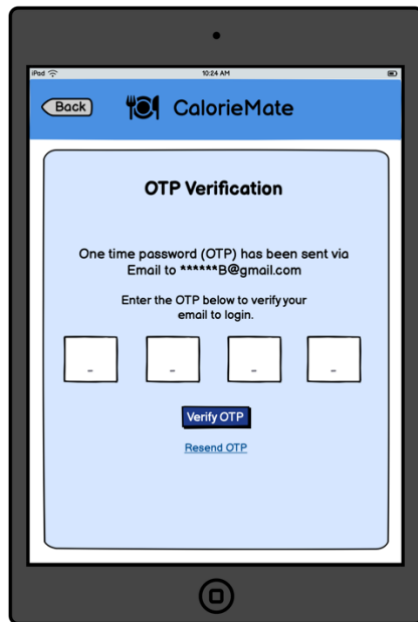 iPad 10:24 AM
Back CalorieMate
OTP Verification
One time password (OTP) has been sent via
Email to ******B@gmail.com
Enter the OTP below to verify your
email to login.
_ _ _ _
Verify OTP
Resend OTP